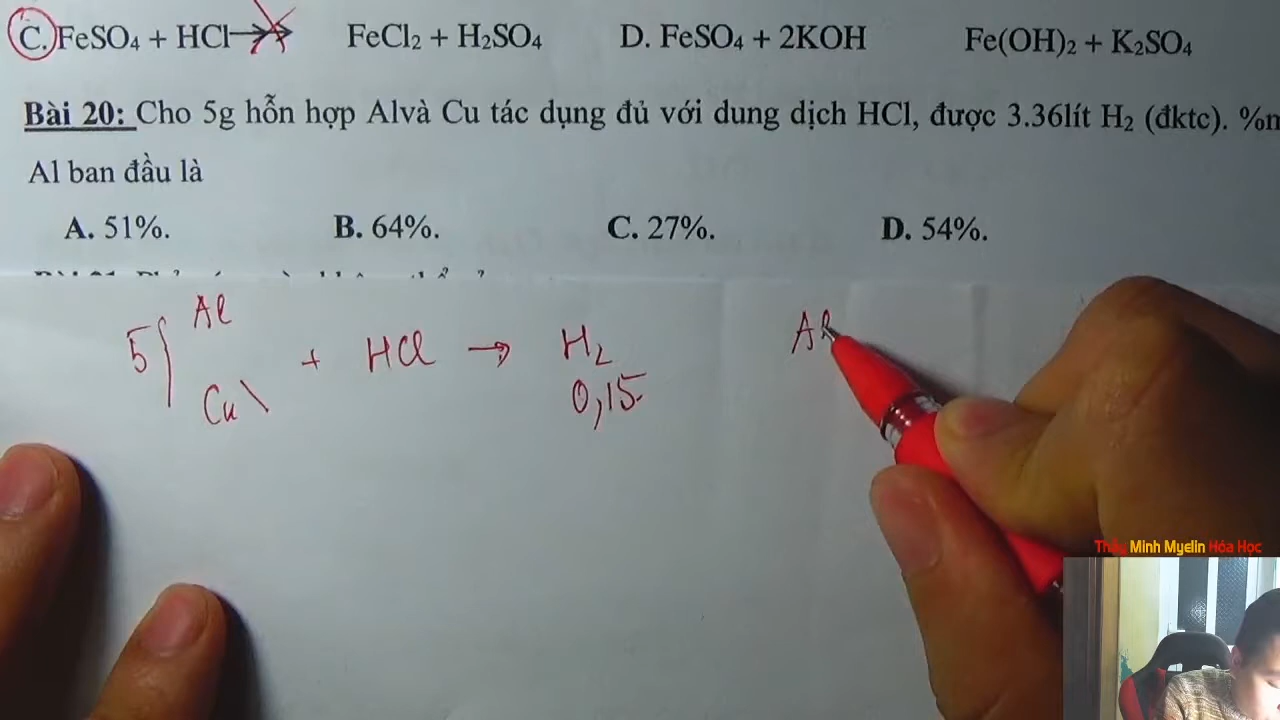 C. FeSO₄ + HCl→ FeCl₂ + H₂SO₄ D. FeSO₄ + 2KOH Fe(OH)₂ + K₂SO₄
Bài 20: Cho 5g hỗn hợp Alvà Cu tác dụng đủ với dung dịch HCl, được 3.36lít H₂ (đktc). %m
Al ban đầu là
A. 51%. B. 64%. C. 27%. D. 54%.
5 Al Cu + HCl → H₂ Al
0,15
Thầy Minh Myelin Hóa Học